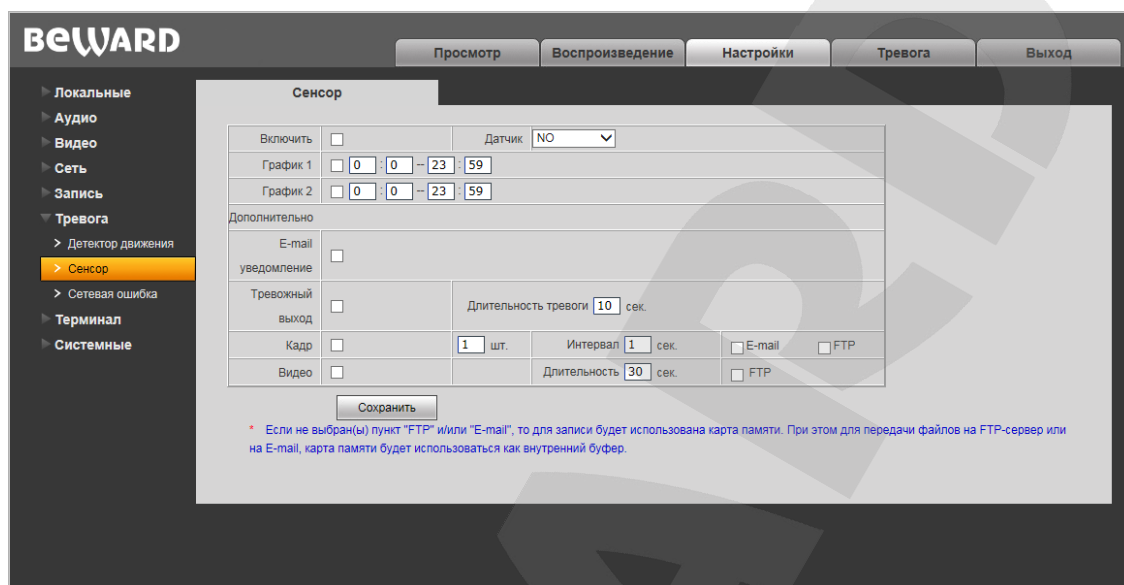 BEWARD
Просмотр Воспроизведение Настройки Тревога Выход
Локальные
Аудио
Видео
Сеть
Запись
Тревога
> Детектор движения
> Сенсор
> Сетевая ошибка
Терминал
Системные
Сенсор
Включить Датчик NO
График 1 0 : 0 -- 23 : 59
График 2 0 : 0 -- 23 : 59
Дополнительно
E-mail
уведомление
Тревожный
выход Длительность тревоги 10 сек.
Кадр 1 шт. Интервал 1 сек. E-mail FTP
Видео Длительность 30 сек. FTP
Сохранить
* Если не выбран(ы) пункт "FTP" и/или "E-mail", то для записи будет использована карта памяти. При этом для передачи файлов на FTP-сервер или
на E-mail, карта памяти будет использоваться как внутренний буфер.